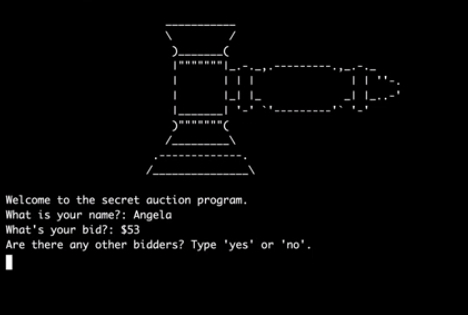 Welcome to the secret auction program.
What is your name?: Angela
What's your bid?: $53
Are there any other bidders? Type 'yes' or 'no'.